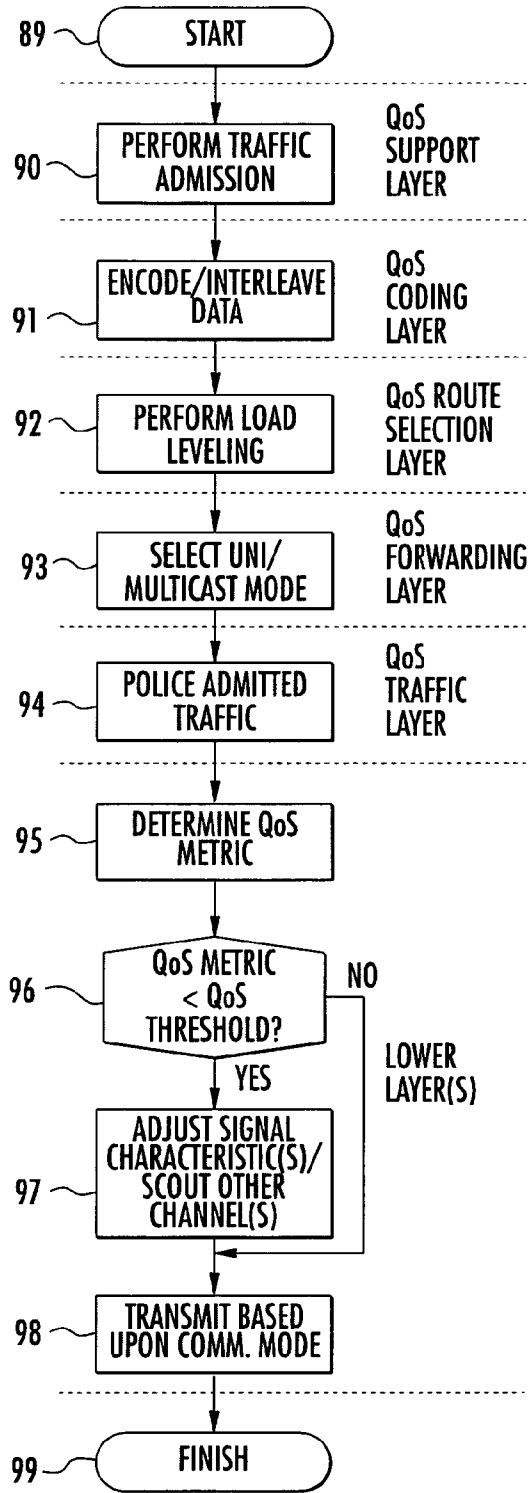 89
START
90
PERFORM TRAFFIC
ADMISSION
QoS
SUPPORT
LAYER
91
ENCODE/INTERLEAVE
DATA
QoS
CODING
LAYER
92
PERFORM LOAD
LEVELING
QoS ROUTE
SELECTION
LAYER
93
SELECT UNI/
MULTICAST MODE
QoS
FORWARDING
LAYER
94
POLICE ADMITTED
TRAFFIC
QoS
TRAFFIC
LAYER
95
DETERMINE QoS
METRIC
96
QoS METRIC
< QoS
THRESHOLD?
NO
YES
LOWER
LAYER(S)
97
ADJUST SIGNAL
CHARACTERISTIC(S)/
SCOUT OTHER
CHANNEL(S)
98
TRANSMIT BASED
UPON COMM. MODE
99
FINISH